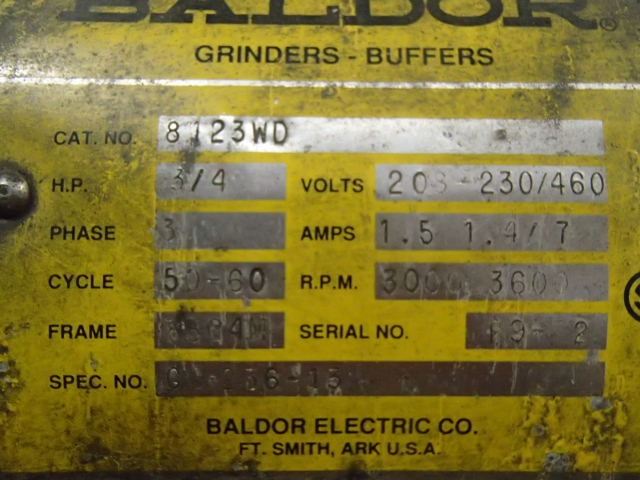 BALDOR®
GRINDERS - BUFFERS
CAT. NO. 8123WD
H.P. 3/4 VOLTS 208-230/460
PHASE 3 AMPS 1.5 1.4/7
CYCLE 50-60 R.P.M. 3000 3600
FRAME SERIAL NO.
SPEC. NO.
BALDOR ELECTRIC CO.
FT. SMITH, ARK U.S.A.